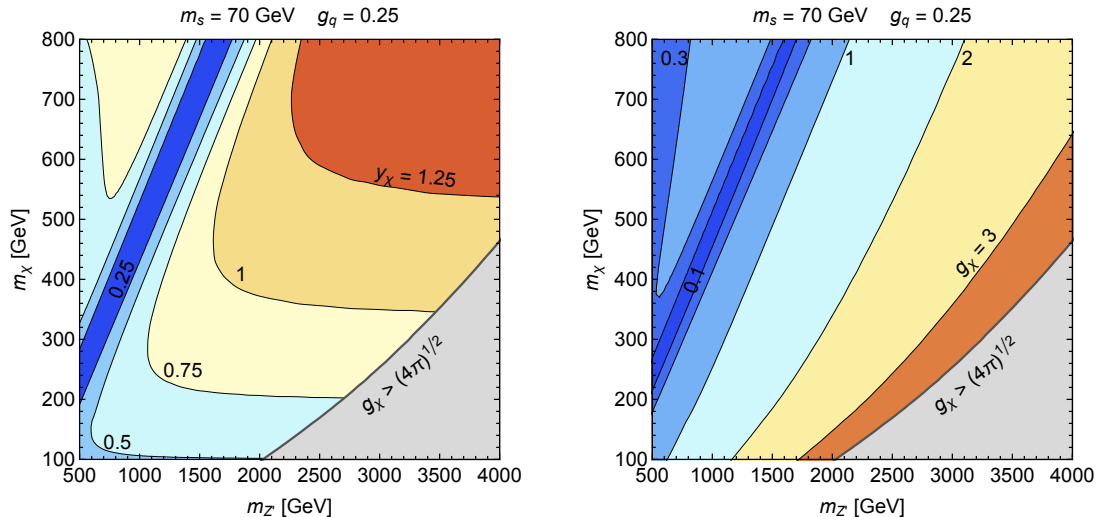 m_s = 70 GeV g_q = 0.25
800
700
600
500
400
300
200
100
m_χ [GeV]
y_χ = 1.25
1
0.25
0.75
0.5
g_χ > (4π)^{1/2}
500 1000 1500 2000 2500 3000 3500 4000
m_{Z'} [GeV]
m_s = 70 GeV g_q = 0.25
800
700
600
500
400
300
200
100
m_χ [GeV]
0.3
1
2
0.1
g_χ = 3
g_χ > (4π)^{1/2}
500 1000 1500 2000 2500 3000 3500 4000
m_{Z'} [GeV]